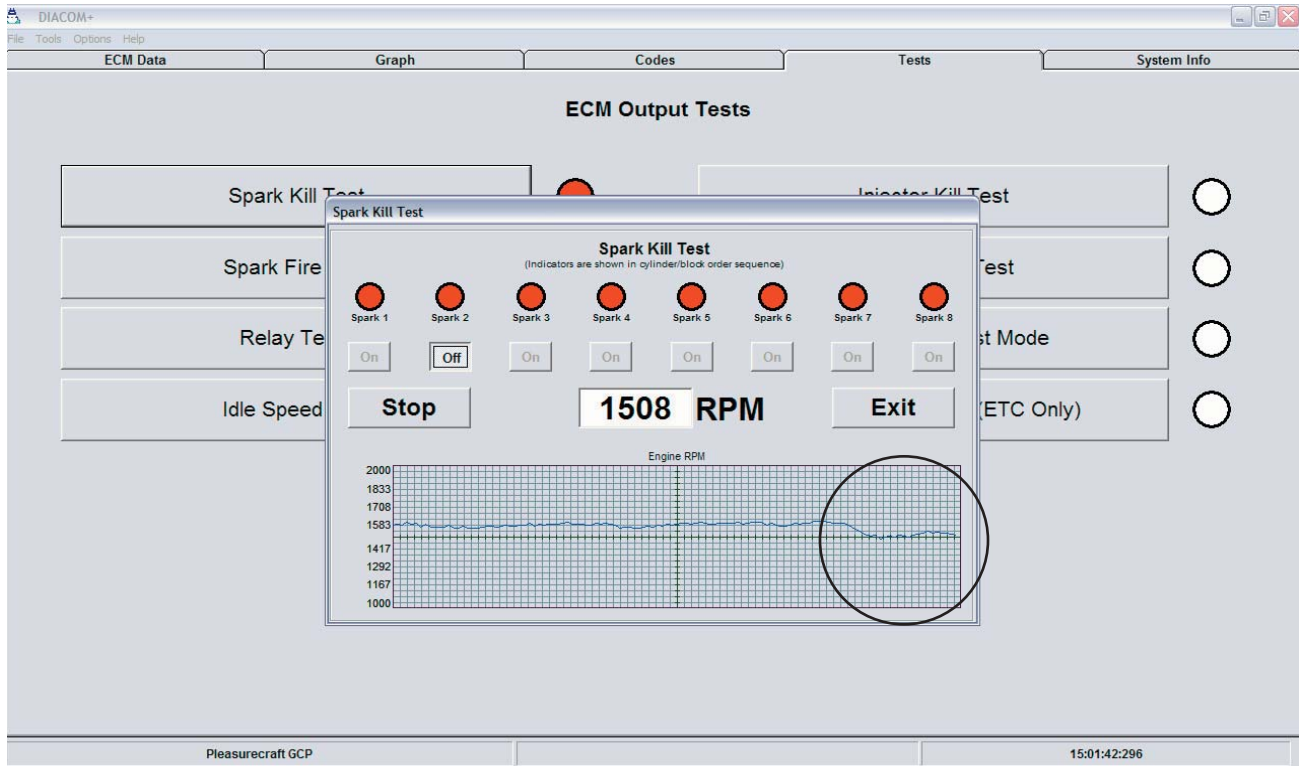 DIACOM+
File Tools Options Help
ECM Data Graph Codes Tests System Info
ECM Output Tests
Spark Kill Test Injector Kill Test
Spark Kill Test
Spark Kill Test
(Indicators are shown in cylinder/block order sequence)
Spark Fire
Spark 1 Spark 2 Spark 3 Spark 4 Spark 5 Spark 6 Spark 7 Spark 8
Relay Te st Mode
On Off On On On On On On
Idle Speed (ETC Only)
Stop 1508 RPM Exit
Engine RPM
2000
1833
1708
1583
1417
1292
1167
1000
Pleasurecraft GCP 15:01:42:296